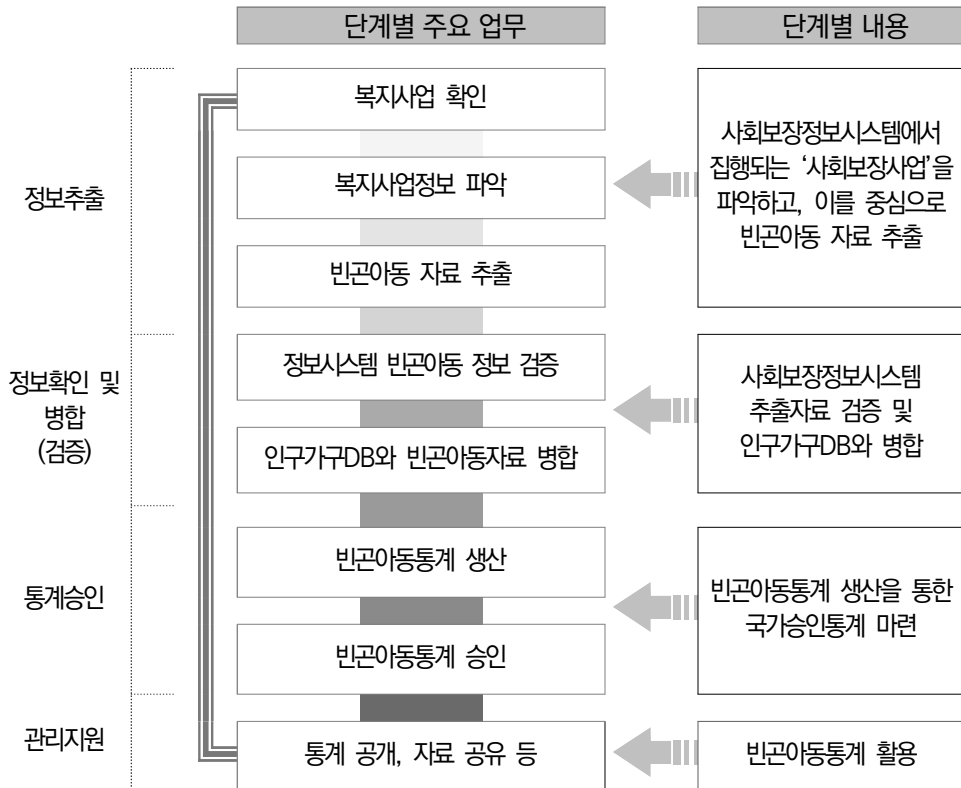 단계별 주요 업무
단계별 내용
정보추출
복지사업 확인
복지사업정보 파악
빈곤아동 자료 추출
사회보장정보시스템에서
집행되는 ‘사회보장사업’을
파악하고, 이를 중심으로
빈곤아동 자료 추출
정보확인 및
병합
(검증)
정보시스템 빈곤아동 정보 검증
인구가구DB와 빈곤아동자료 병합
사회보장정보시스템
추출자료 검증 및
인구가구DB와 병합
통계승인
빈곤아동통계 생산
빈곤아동통계 승인
빈곤아동통계 생산을 통한
국가승인통계 마련
관리지원
통계 공개, 자료 공유 등
빈곤아동통계 활용